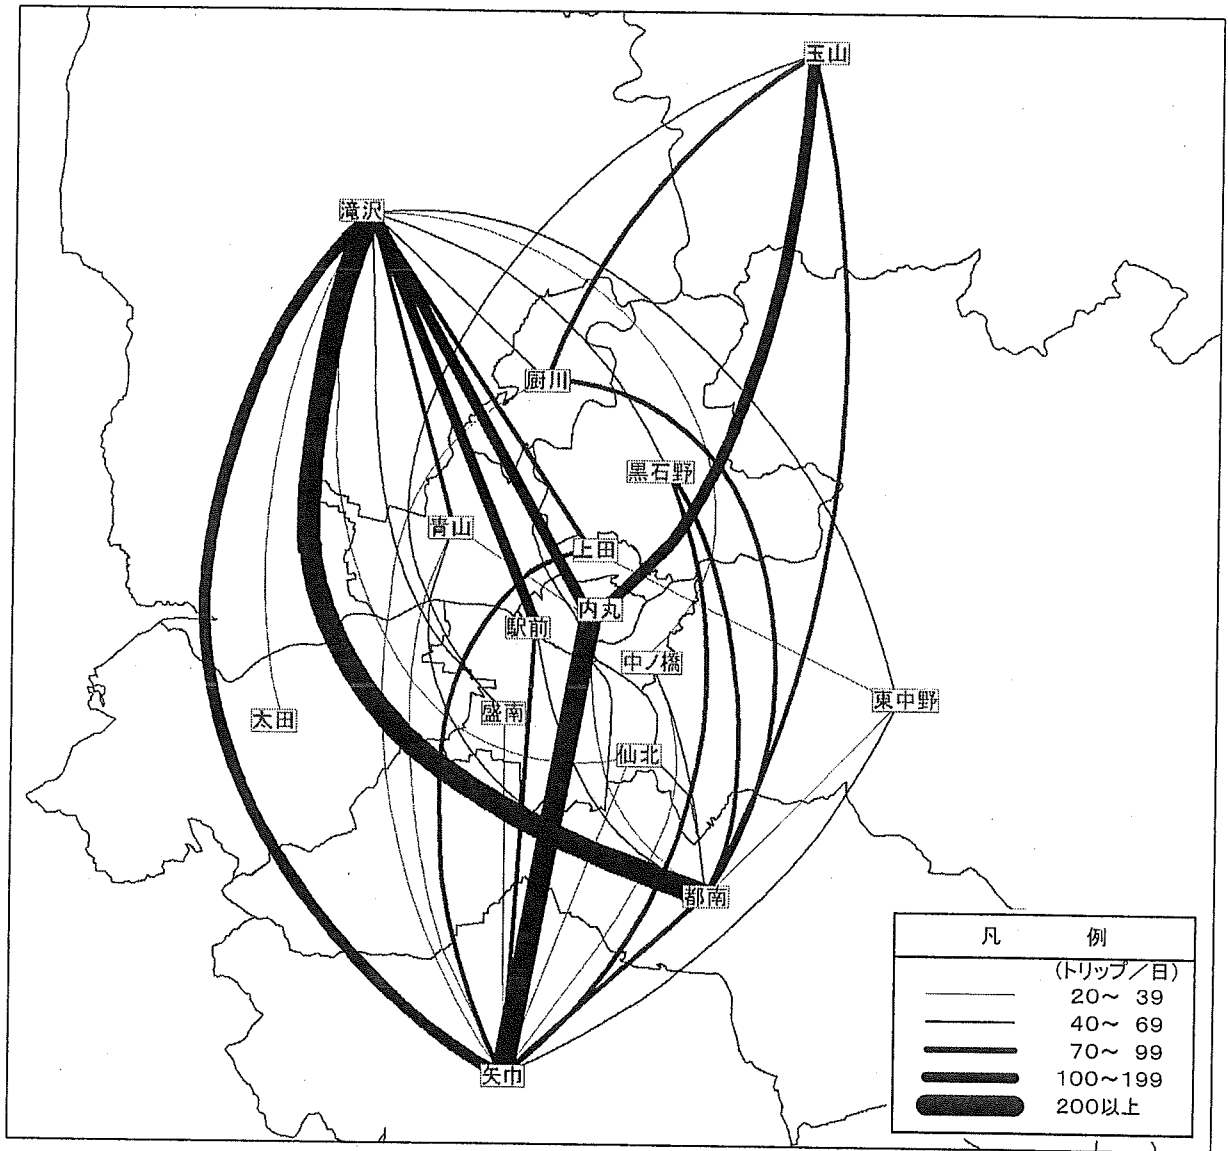 玉山
滝沢
厨川
黒石野
青山
上田
内丸
駅前
中ノ橋
東中野
盛南
太田
仙北
都南
矢巾
凡 例
(トリップ/日)
20~ 39
40~ 69
70~ 99
100~199
200以上